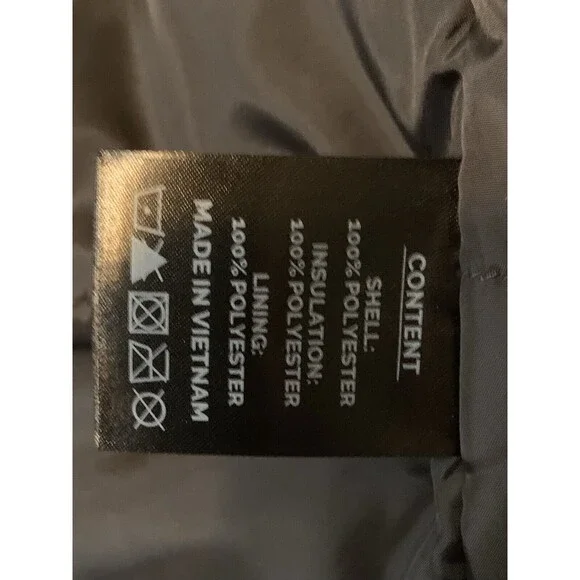 CONTENT
SHELL:
100% POLYESTER
INSULATION:
100% POLYESTER
LINING:
100% POLYESTER
MADE IN VIETNAM